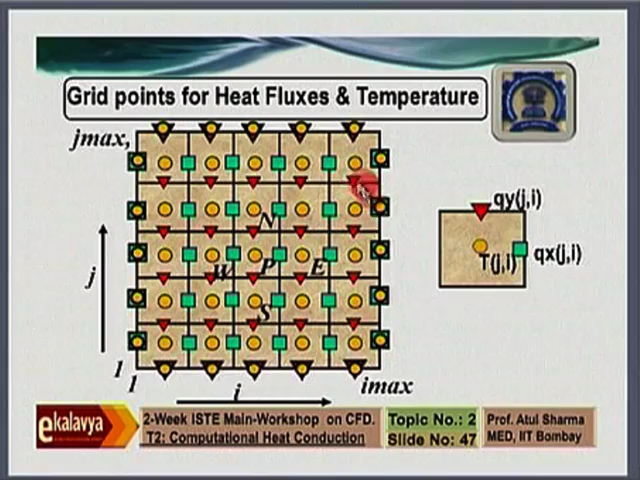 Grid points for Heat Fluxes & Temperature
jmax,
qy(j,i)
N
T(j,i)
qx(j,i)
W
P
E
j
S
1
1
i
imax
ekalavya
2-Week ISTE Main-Workshop on CFD.
T2: Computational Heat Conduction
Topic No.: 2
Slide No: 47
Prof. Atul Sharma
MED, IIT Bombay